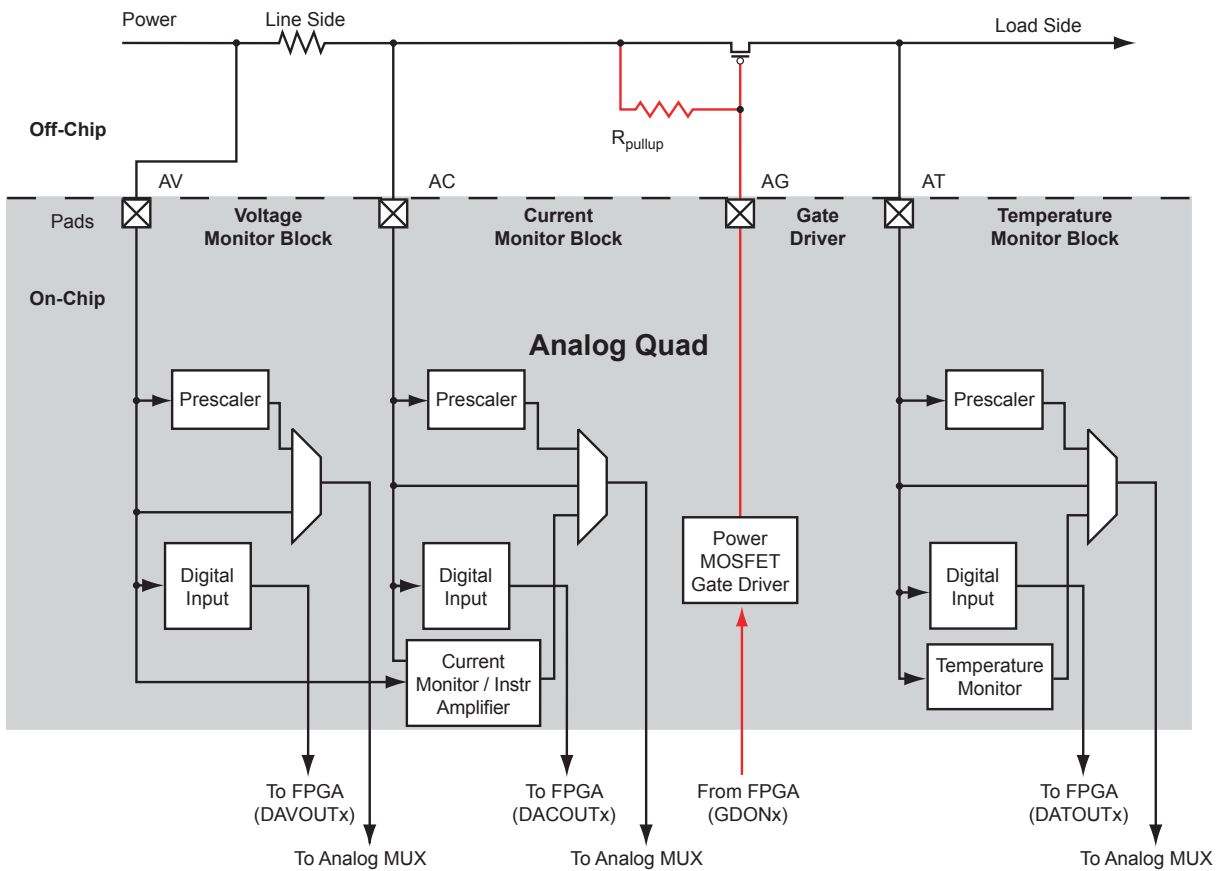 Power
Line Side
Load Side
Off-Chip
Rpullup
AV
AC
AG
AT
Pads
Voltage
Monitor Block
Current
Monitor Block
Gate
Driver
Temperature
Monitor Block
On-Chip
Analog Quad
Prescaler
Prescaler
Prescaler
Power
MOSFET
Gate Driver
Digital
Input
Digital
Input
Digital
Input
Current
Monitor / Instr
Amplifier
Temperature
Monitor
To FPGA
(DAVOUTx)
To FPGA
(DACOUTx)
From FPGA
(GDONx)
To FPGA
(DATOUTx)
To Analog MUX
To Analog MUX
To Analog MUX